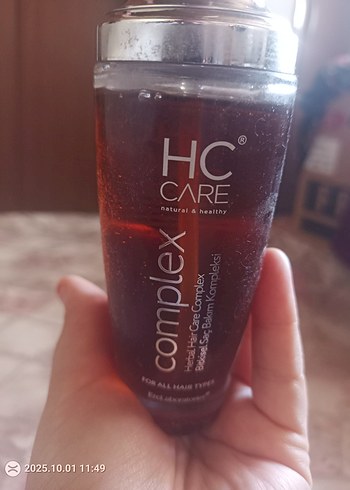 HC®
CARE
natural & healthy
complex
Herbal Hair Care Complex
Bitkisel Saç Bakım Kompleksi
FOR ALL HAIR TYPES
2025.10.01 11:49